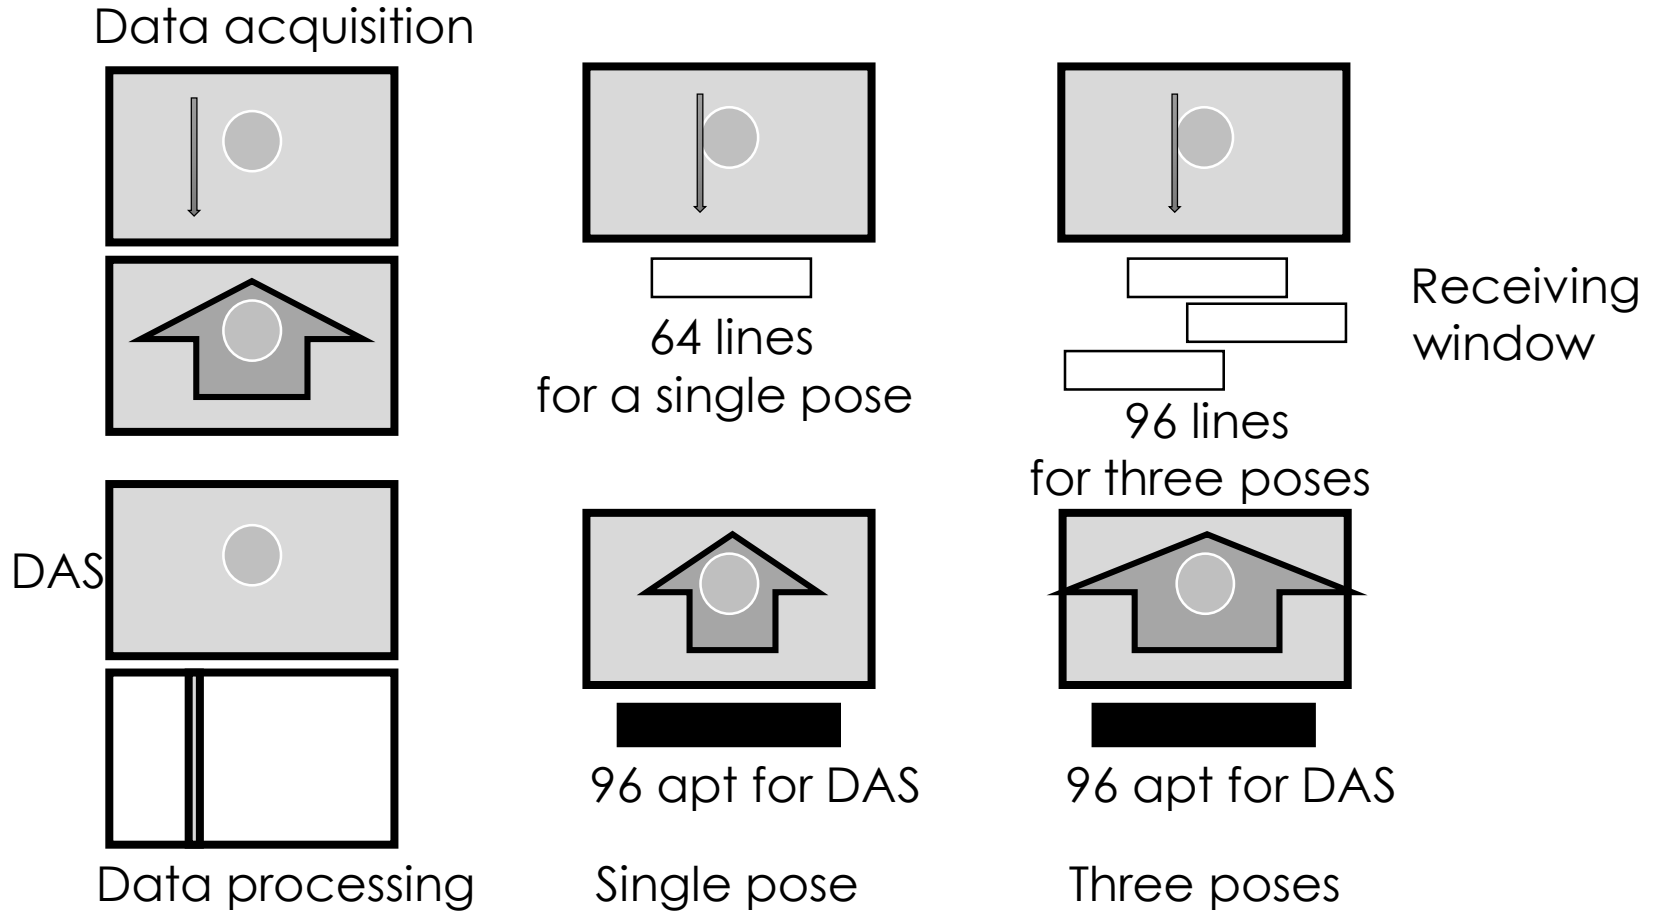 Data acquisition
64 lines
for a single pose
Receiving
window
96 lines
for three poses
DAS
96 apt for DAS
96 apt for DAS
Data processing
Single pose
Three poses